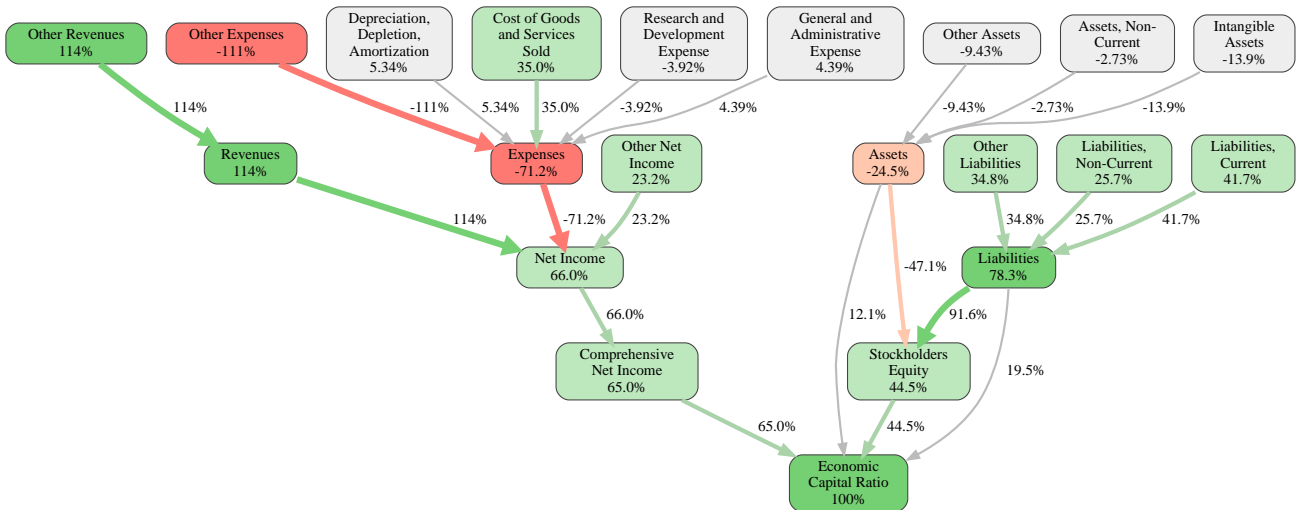 Other Revenues
114%
Other Expenses
-111%
Depreciation,
Depletion,
Amortization
5.34%
Cost of Goods
and Services
Sold
35.0%
Research and
Development
Expense
-3.92%
General and
Administrative
Expense
4.39%
Other Assets
-9.43%
Assets, Non-
Current
-2.73%
Intangible
Assets
-13.9%
114%
-111%
5.34%
35.0%
-3.92%
4.39%
-9.43%
-2.73%
-13.9%
Revenues
114%
Expenses
-71.2%
Other Net
Income
23.2%
Assets
-24.5%
Other
Liabilities
34.8%
Liabilities,
Non-Current
25.7%
Liabilities,
Current
41.7%
114%
-71.2%
23.2%
34.8%
25.7%
41.7%
Net Income
66.0%
-47.1%
Liabilities
78.3%
66.0%
12.1%
91.6%
Comprehensive
Net Income
65.0%
Stockholders
Equity
44.5%
19.5%
65.0%
44.5%
Economic
Capital Ratio
100%